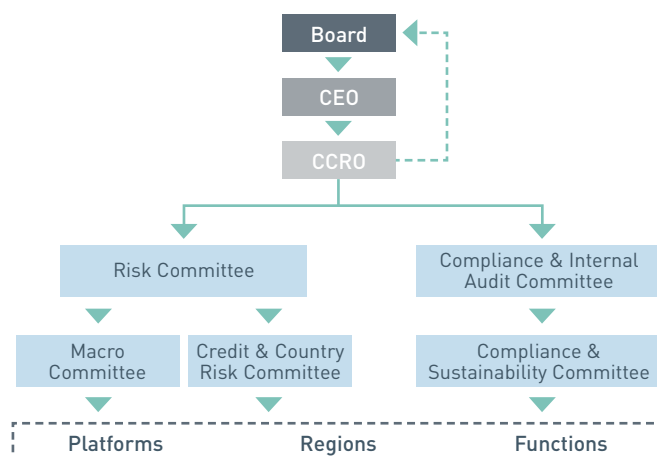 Board
CEO
CCRO
Risk Committee
Compliance & Internal
Audit Committee
Macro
Committee
Credit & Country
Risk Committee
Compliance &
Sustainability Committee
Platforms
Regions
Functions